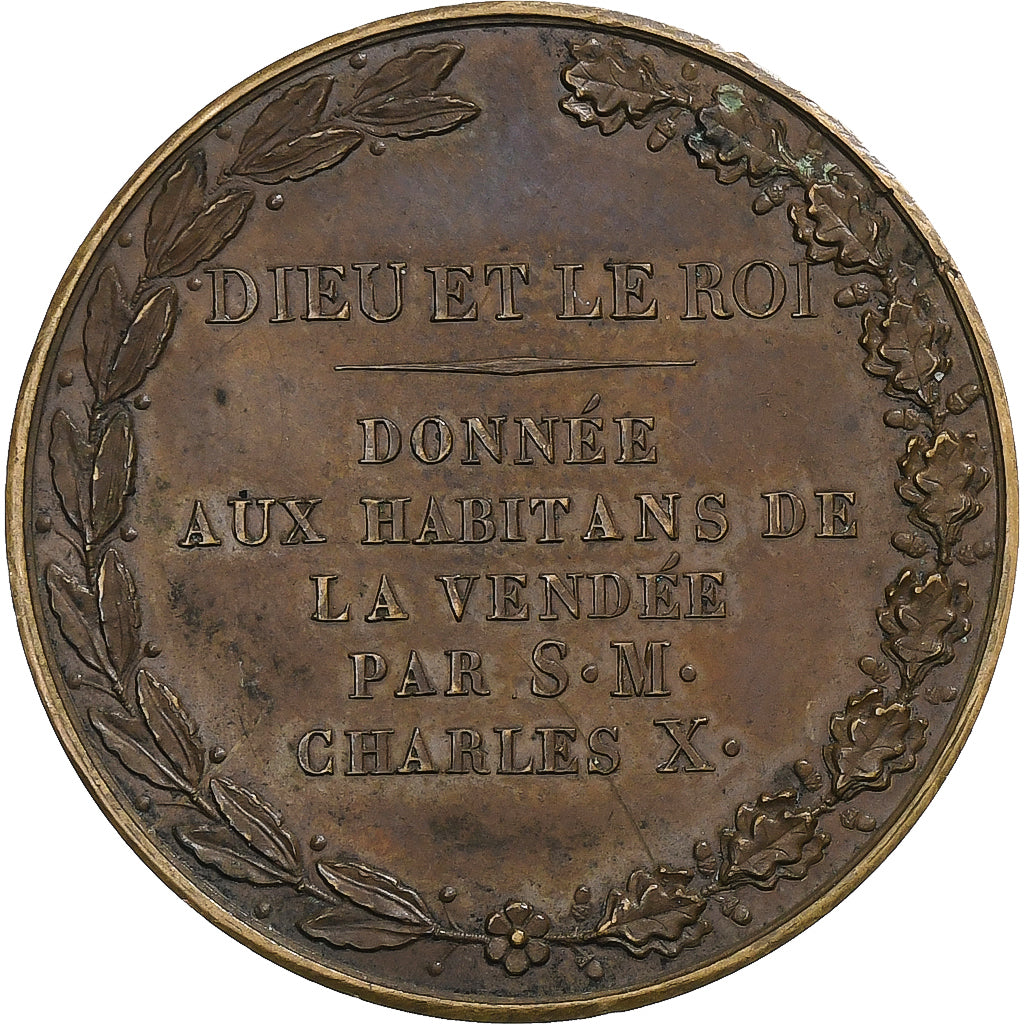 DIEU ET LE ROI
DONNÉE
AUX HABITANS DE
LA VENDÉE
PAR S·M·
CHARLES X·